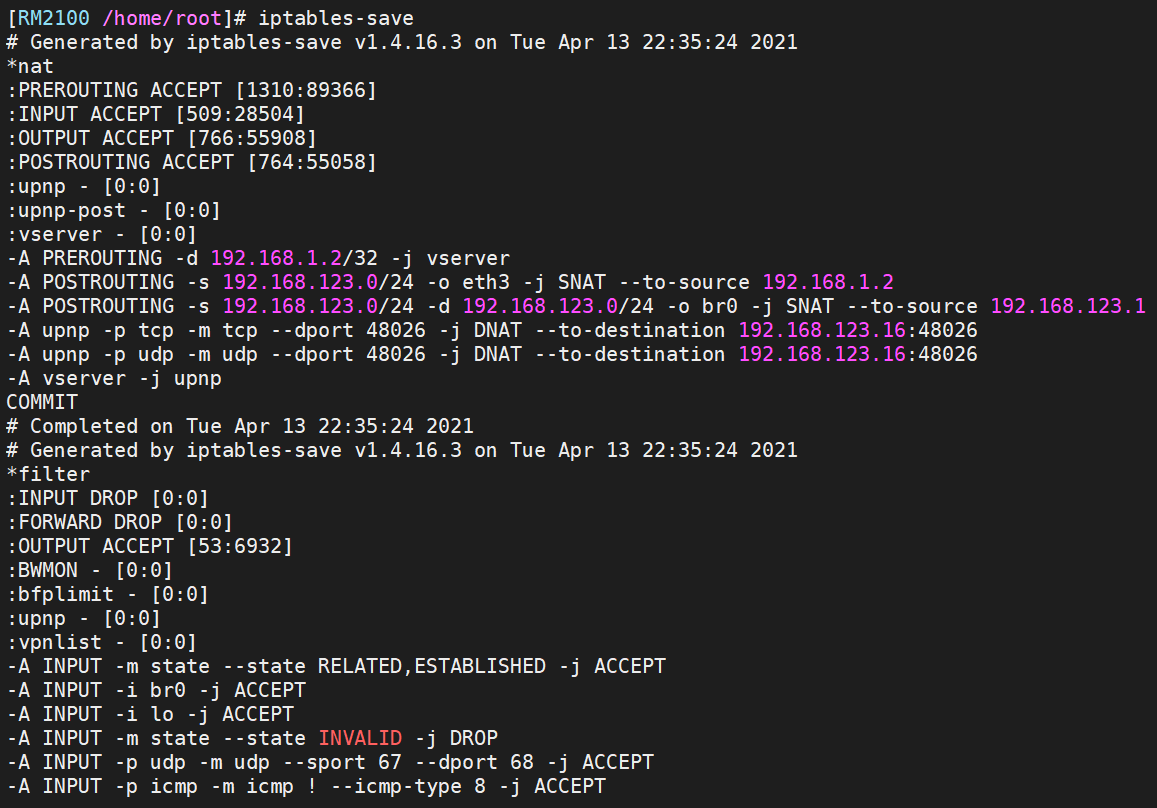 [RM2100 /home/root]# iptables-save
# Generated by iptables-save v1.4.16.3 on Tue Apr 13 22:35:24 2021
*nat
:PREROUTING ACCEPT [1310:89366]
:INPUT ACCEPT [509:28504]
:OUTPUT ACCEPT [766:55908]
:POSTROUTING ACCEPT [764:55058]
:upnp - [0:0]
:upnp-post - [0:0]
:vserver - [0:0]
-A PREROUTING -d 192.168.1.2/32 -j vserver
-A POSTROUTING -s 192.168.123.0/24 -o eth3 -j SNAT --to-source 192.168.1.2
-A POSTROUTING -s 192.168.123.0/24 -d 192.168.123.0/24 -o br0 -j SNAT --to-source 192.168.123.1
-A upnp -p tcp -m tcp --dport 48026 -j DNAT --to-destination 192.168.123.16:48026
-A upnp -p udp -m udp --dport 48026 -j DNAT --to-destination 192.168.123.16:48026
-A vserver -j upnp
COMMIT
# Completed on Tue Apr 13 22:35:24 2021
# Generated by iptables-save v1.4.16.3 on Tue Apr 13 22:35:24 2021
*filter
:INPUT DROP [0:0]
:FORWARD DROP [0:0]
:OUTPUT ACCEPT [53:6932]
:BWMON - [0:0]
:bfplimit - [0:0]
:upnp - [0:0]
:vpnlist - [0:0]
-A INPUT -m state --state RELATED,ESTABLISHED -j ACCEPT
-A INPUT -i br0 -j ACCEPT
-A INPUT -i lo -j ACCEPT
-A INPUT -m state --state INVALID -j DROP
-A INPUT -p udp -m udp --sport 67 --dport 68 -j ACCEPT
-A INPUT -p icmp -m icmp ! --icmp-type 8 -j ACCEPT